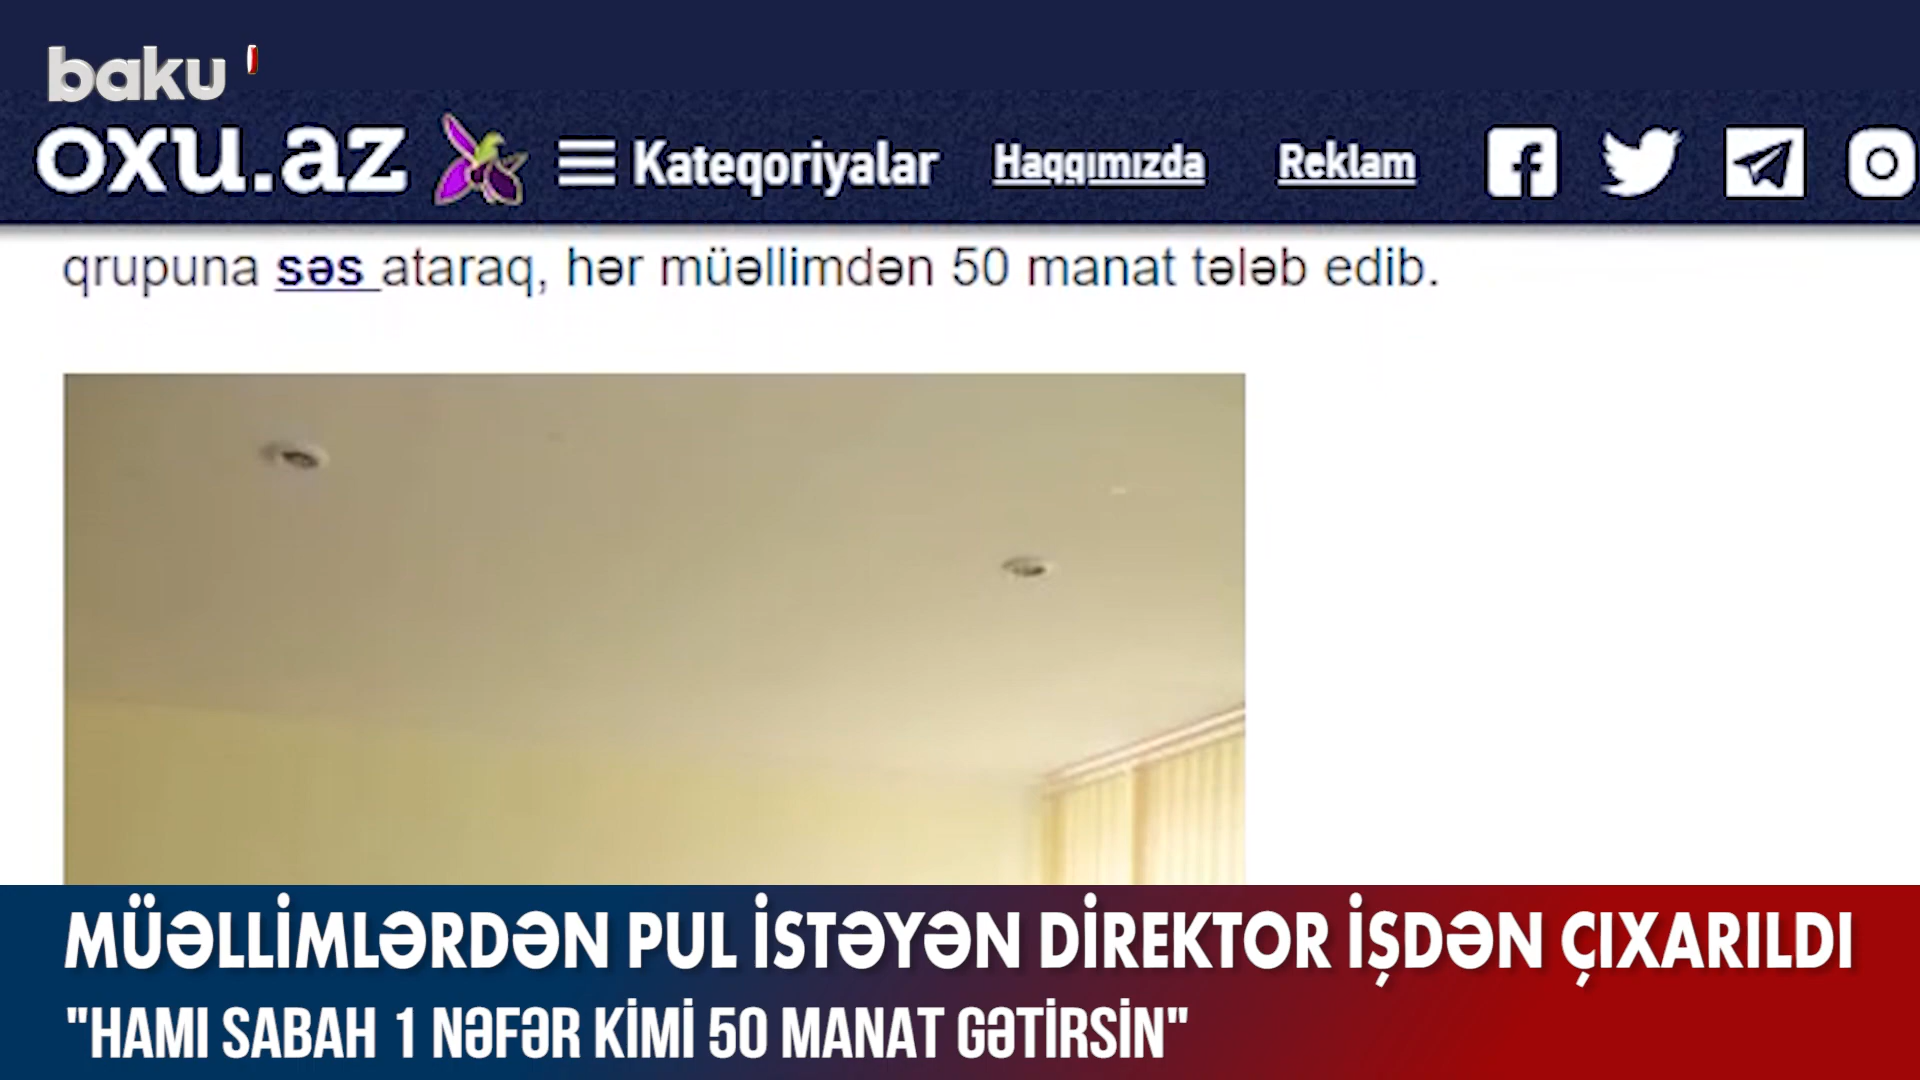 baku
oxu.az Kateqoriyalar Haqqımızda Reklam
qrupuna səs ataraq, hər müəllimdən 50 manat tələb edib.
MÜƏLLİMLƏRDƏN PUL İSTƏYƏN DİREKTOR İŞDƏN ÇIXARILDI
"HAMI SABAH 1 NƏFƏR KİMİ 50 MANAT GƏTİRSİN"